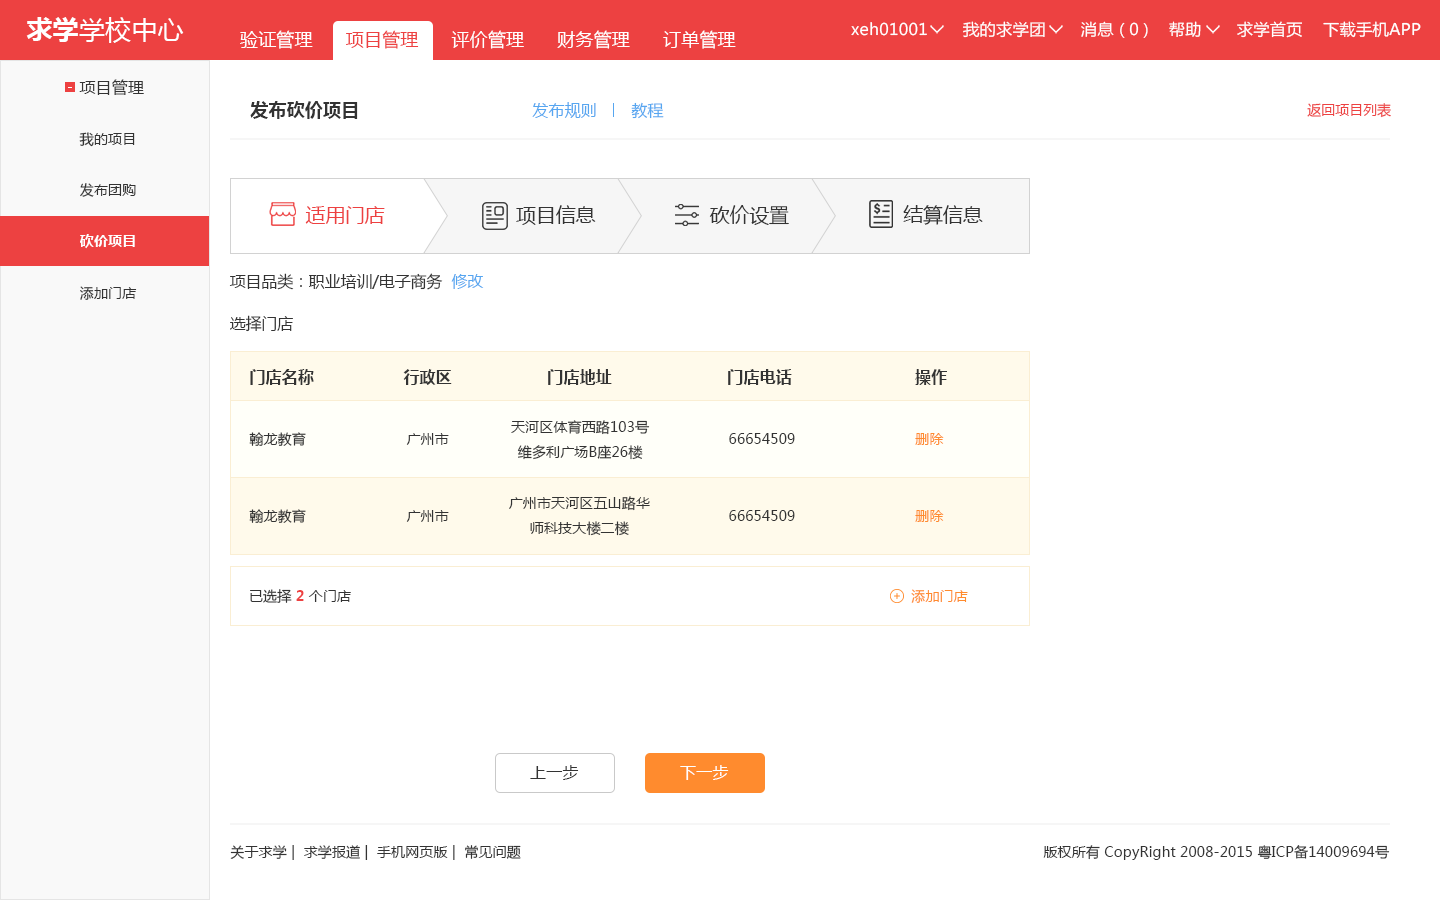 求学学校中心
验证管理 项目管理 评价管理 财务管理 订单管理
xeh01001 我的求学团 消息（0） 帮助 求学首页 下载手机APP
项目管理
我的项目
发布团购
砍价项目
添加门店
发布砍价项目 发布规则 | 教程 返回项目列表
适用门店 项目信息 砍价设置 结算信息
项目品类：职业培训/电子商务 修改
选择门店
门店名称 行政区 门店地址 门店电话 操作
翰龙教育 广州市 天河区体育西路103号
维多利广场B座26楼 66654509 删除
翰龙教育 广州市 广州市天河区五山路华
师科技大楼二楼 66654509 删除
已选择 2 个门店 添加门店
上一步 下一步
关于求学 | 求学报道 | 手机网页版 | 常见问题
版权所有 CopyRight 2008-2015 粤ICP备14009694号